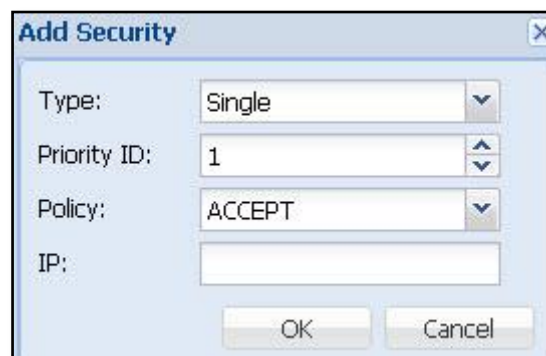 Add Security
Type: Single
Priority ID: 1
Policy: ACCEPT
IP:
OK Cancel